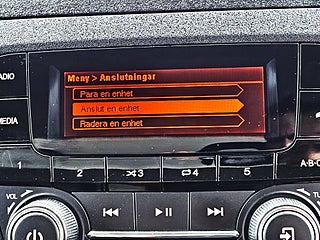 Meny > Anslutningar
Para en enhet
Anslut en enhet
Radera en enhet
ADIO
MEDIA
1
2
3
4
5
A-B-C
VOL
TU